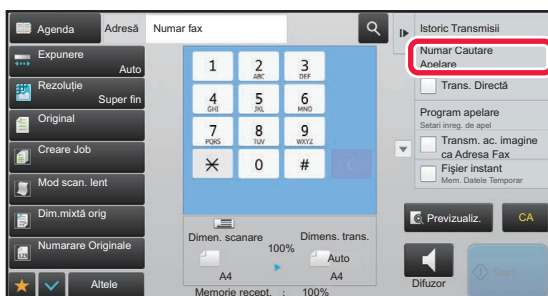 Agenda
Adresă
Numar fax
Istoric Transmisii
Expunere
Auto
Numar Cautare
Apelare
Rezoluție
Super fin
Trans. Directă
Original
Program apelare
Setari inreg. de apel
Creare Job
Transm. ac. imagine
ca Adresa Fax
Mod scan. lent
Fişier instant
Mem. Datele Temporar
Dim.mixtă orig
Numarare Originale
Altele
1
2 ABC
3 DEF
4 GHI
5 JKL
6 MNO
7 PQRS
8 TUV
9 WXYZ
0
#
C
Dimen. scanare
100%
Dimens. trans.
Auto
A4
A4
Memorie recept. : 100%
Previzualiz.
CA
Difuzor
Start